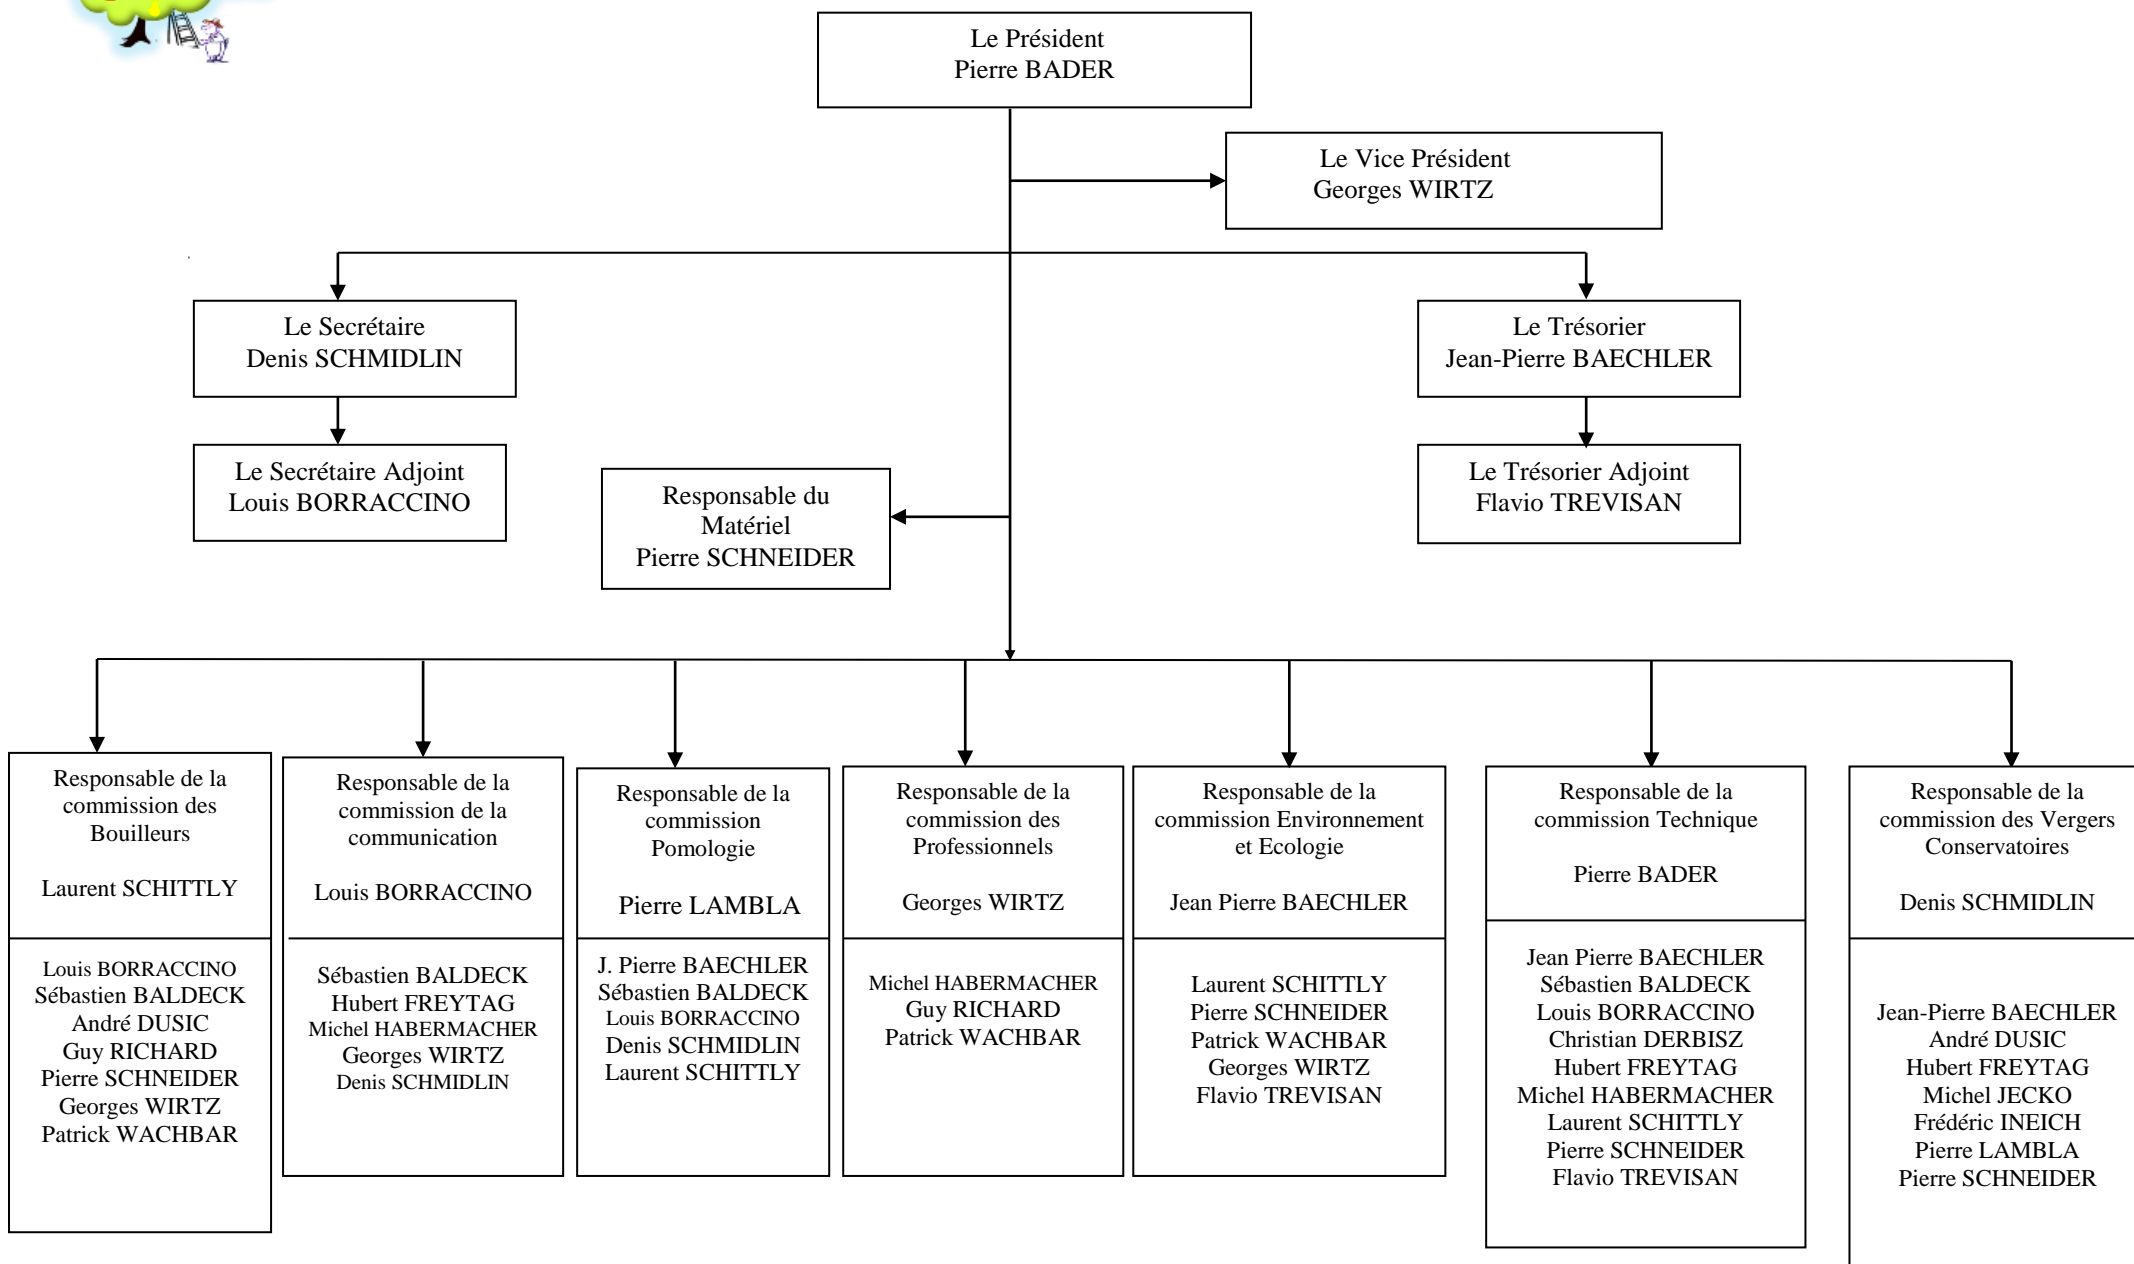 Le Président
Pierre BADER
Le Vice Président
Georges WIRTZ
Le Secrétaire
Denis SCHMIDLIN
Le Trésorier
Jean-Pierre BAECHLER
Le Secrétaire Adjoint
Louis BORRACCINO
Responsable du
Matériel
Pierre SCHNEIDER
Le Trésorier Adjoint
Flavio TREVISAN
Responsable de la
commission des
Bouilleurs
Laurent SCHITTLY
Louis BORRACCINO
Sébastien BALDECK
André DUSIC
Guy RICHARD
Pierre SCHNEIDER
Georges WIRTZ
Patrick WACHBAR
Responsable de la
commission de la
communication
Louis BORRACCINO
Sébastien BALDECK
Hubert FREYTAG
Michel HABERMACHER
Georges WIRTZ
Denis SCHMIDLIN
Responsable de la
commission
Pomologie
Pierre LAMBLA
J. Pierre BAECHLER
Sébastien BALDECK
Louis BORRACCINO
Denis SCHMIDLIN
Laurent SCHITTLY
Responsable de la
commission des
Professionnels
Georges WIRTZ
Michel HABERMACHER
Guy RICHARD
Patrick WACHBAR
Responsable de la
commission Environnement
et Ecologie
Jean Pierre BAECHLER
Laurent SCHITTLY
Pierre SCHNEIDER
Patrick WACHBAR
Georges WIRTZ
Flavio TREVISAN
Responsable de la
commission Technique
Pierre BADER
Jean Pierre BAECHLER
Sébastien BALDECK
Louis BORRACCINO
Christian DERBISZ
Hubert FREYTAG
Michel HABERMACHER
Laurent SCHITTLY
Pierre SCHNEIDER
Flavio TREVISAN
Responsable de la
commission des Vergers
Conservatoires
Denis SCHMIDLIN
Jean-Pierre BAECHLER
André DUSIC
Hubert FREYTAG
Michel JECKO
Frédéric INEICH
Pierre LAMBLA
Pierre SCHNEIDER